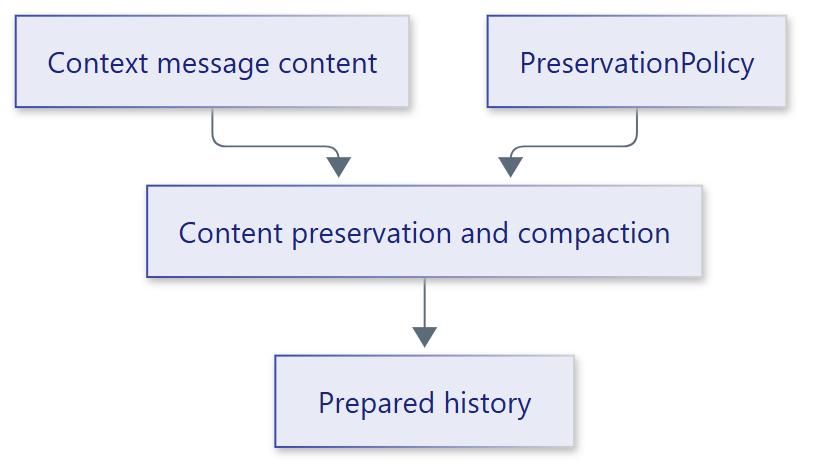 Context message content
PreservationPolicy
Content preservation and compaction
Prepared history